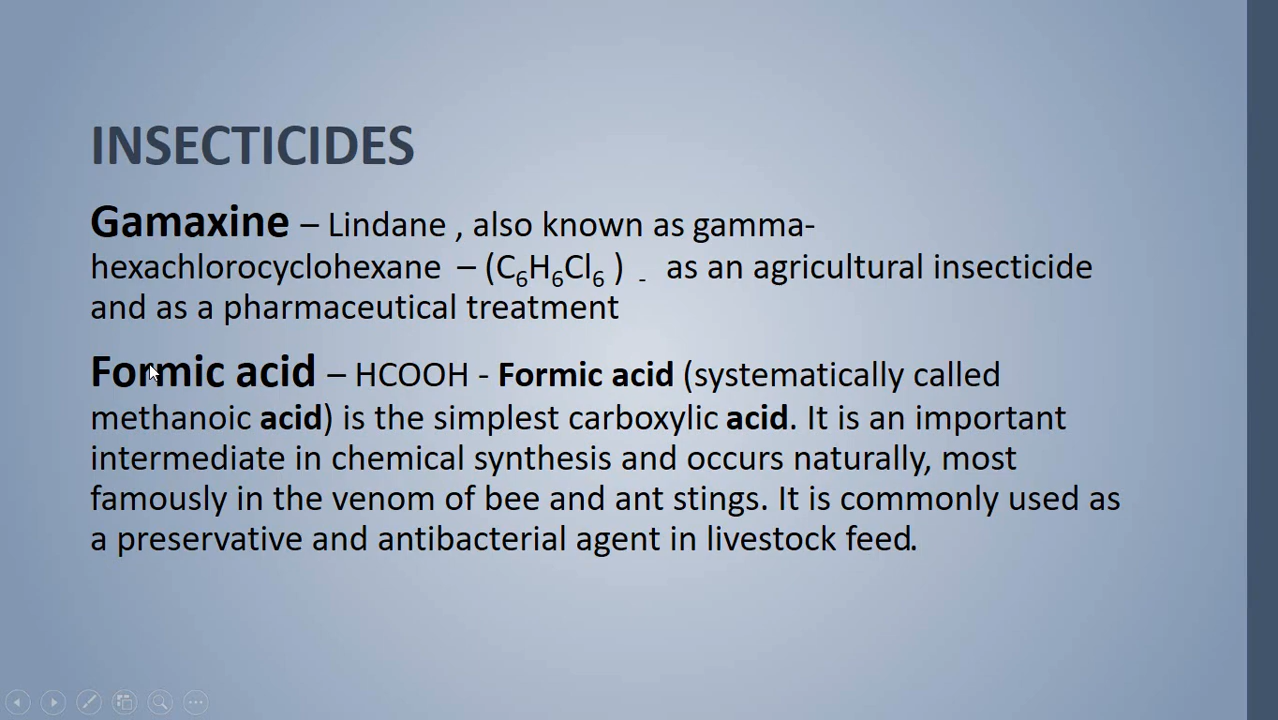 INSECTICIDES
Gamaxine – Lindane , also known as gamma-
hexachlorocyclohexane – (C₆H₆Cl₆ ) - as an agricultural insecticide
and as a pharmaceutical treatment
Formic acid – HCOOH - Formic acid (systematically called
methanoic acid) is the simplest carboxylic acid. It is an important
intermediate in chemical synthesis and occurs naturally, most
famously in the venom of bee and ant stings. It is commonly used as
a preservative and antibacterial agent in livestock feed.